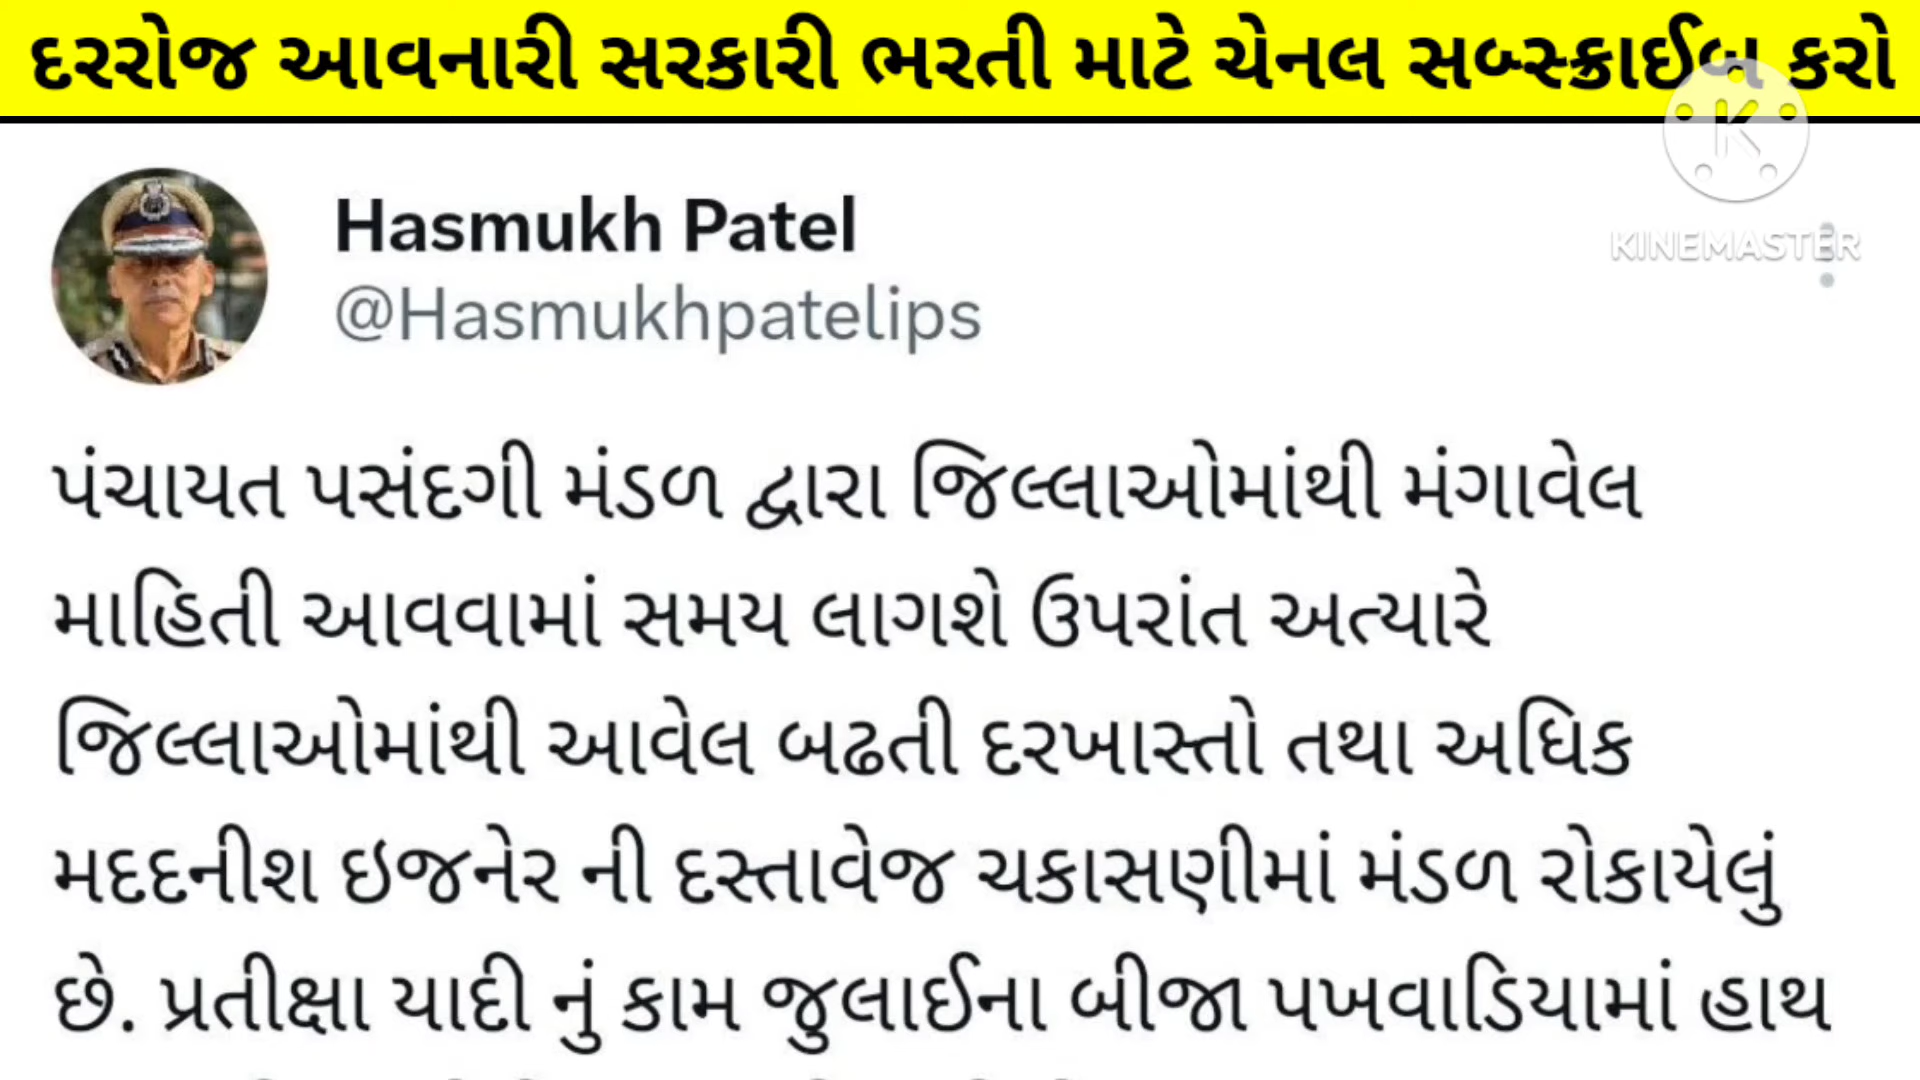 દરરોજ આવનારી સરકારી ભરતી માટે ચેનલ સબ્સ્ક્રાઈબ કરો
K
KINEMASTER
Hasmukh Patel
@Hasmukhpatelips
પંચાયત પસંદગી મંડળ દ્વારા જિલ્લાઓમાંથી મંગાવેલ
માહિતી આવવામાં સમય લાગશે ઉપરાંત અત્યારે
જિલ્લાઓમાંથી આવેલ બઢતી દરખાસ્તો તથા અધિક
મદદનીશ ઇજનેર ની દસ્તાવેજ ચકાસણીમાં મંડળ રોકાયેલું
છે. પ્રતીક્ષા યાદી નું કામ જુલાઈના બીજા પખવાડિયામાં હાથ